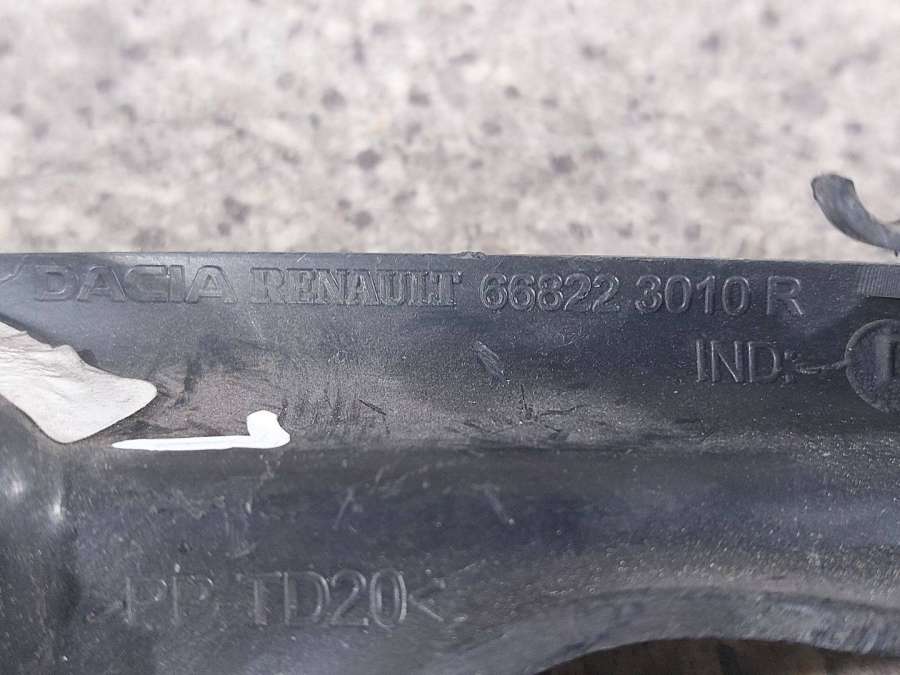 DACIA RENAULT 66822 3010 R
IND:-
>PP TD20<